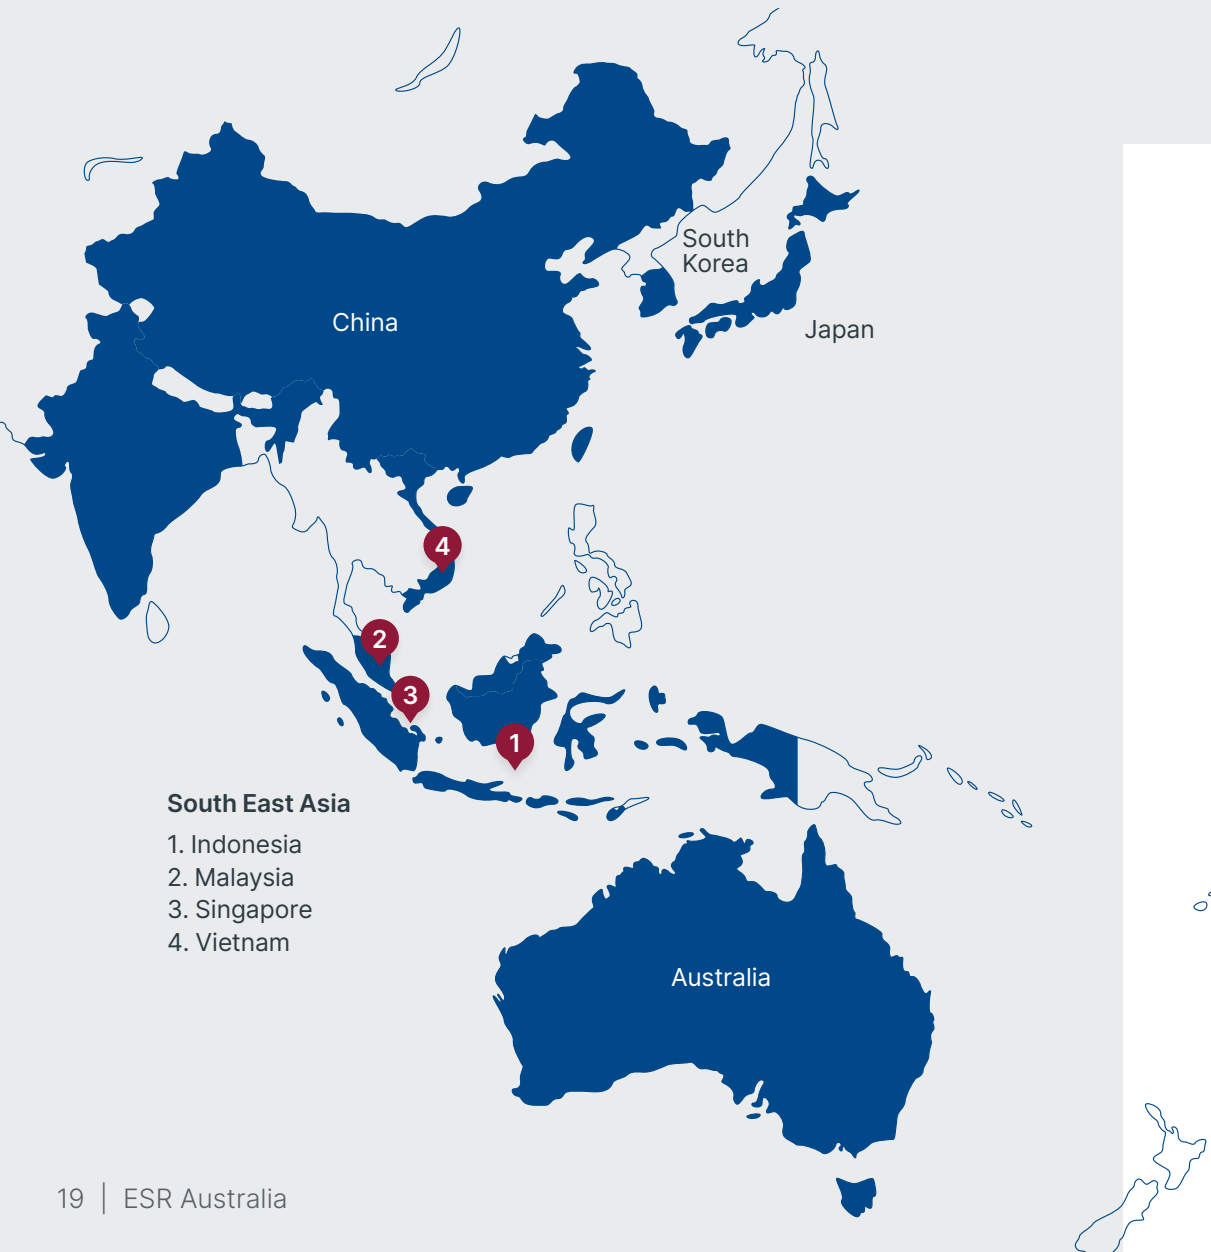 South
Korea
China
Japan
4
2
3
1
South East Asia
1. Indonesia
2. Malaysia
3. Singapore
4. Vietnam
Australia
19 | ESR Australia